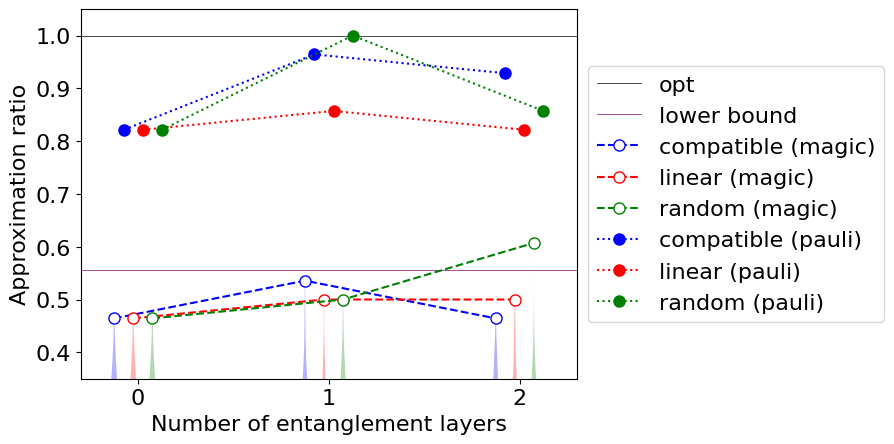 1.0
0.9
0.8
0.7
0.6
0.5
0.4
Approximation ratio
0 1 2
Number of entanglement layers
opt
lower bound
compatible (magic)
linear (magic)
random (magic)
compatible (pauli)
linear (pauli)
random (pauli)